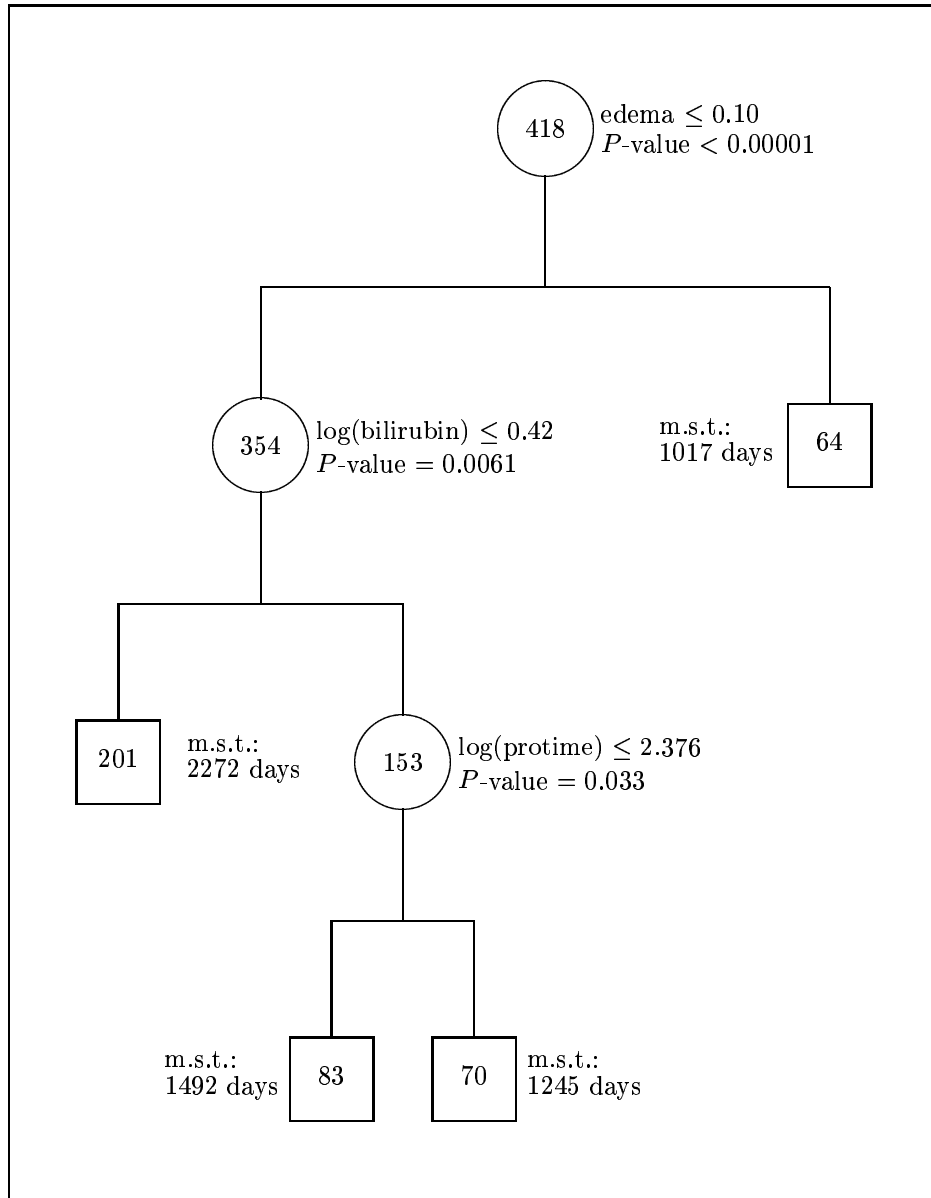 418
edema ≤ 0.10
P-value < 0.00001
354
log(bilirubin) ≤ 0.42
P-value = 0.0061
m.s.t.:
1017 days
64
201
m.s.t.:
2272 days
153
log(protime) ≤ 2.376
P-value = 0.033
m.s.t.:
1492 days
83
70
m.s.t.:
1245 days